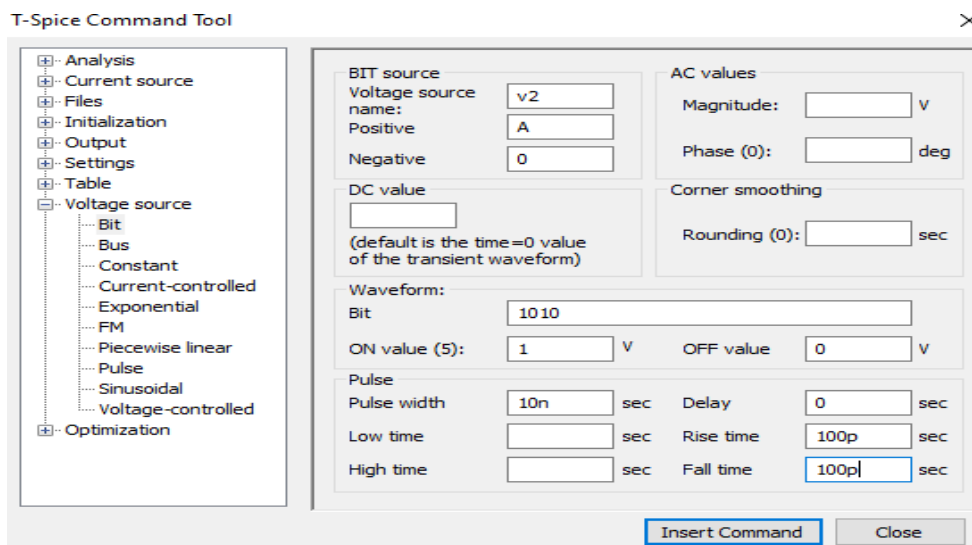 T-Spice Command Tool
Analysis
Current source
Files
Initialization
Output
Settings
Table
Voltage source
Bit
Bus
Constant
Current-controlled
Exponential
FM
Piecewise linear
Pulse
Sinusoidal
Voltage-controlled
Optimization
BIT source
Voltage source
name:
v2
Positive
A
Negative
0
AC values
Magnitude:
V
Phase (0):
deg
DC value
(default is the time=0 value
of the transient waveform)
Corner smoothing
Rounding (0):
sec
Waveform:
Bit
1010
ON value (5):
1
V
OFF value
0
V
Pulse
Pulse width
10n
sec
Delay
0
sec
Low time
sec
Rise time
100p
sec
High time
sec
Fall time
100p
sec
Insert Command
Close